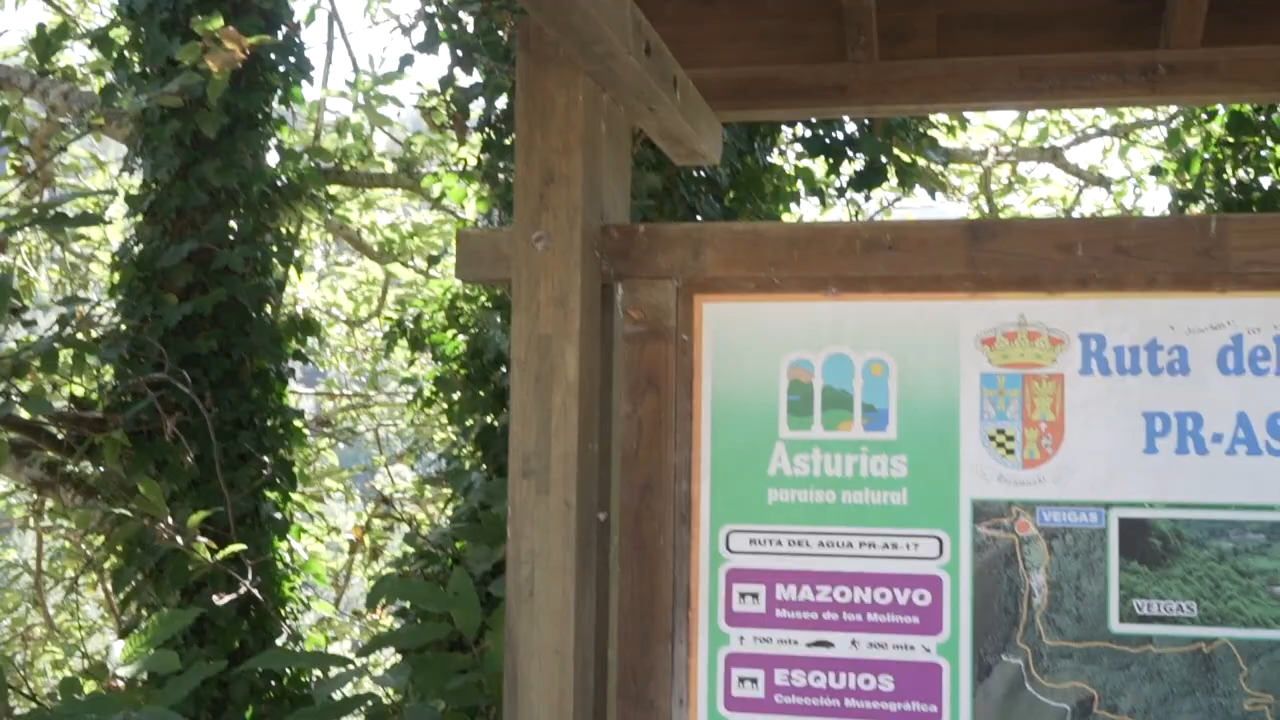 Asturias
paraíso natural
RUTA DEL AGUA PR-AS-17
MAZONOVO
Museo de los Molinos
700 mts
300 mts
ESQUIOS
Colección Museográfica
Ruta del
PR-AS
VEIGAS
VEIGAS